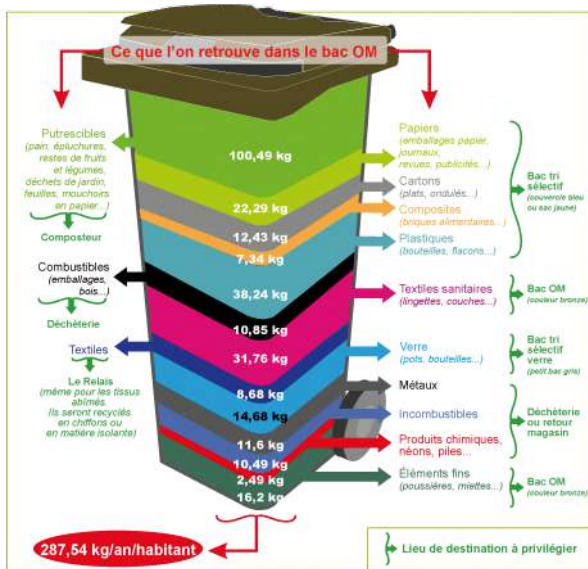 Ce que l'on retrouve dans le bac OM
Putrescibles
(pain, épluchures,
restes de fruits
et légumes,
déchets de jardin,
feuilles, mouchoirs
en papier...)
Composteur
Combustibles
(emballages,
bois...)
Déchèterie
Textiles
Le Relais
(même pour les tissus
abîmés.
Ils seront recyclés
en chiffons ou
en matière isolante)
100,49 kg
22,29 kg
12,43 kg
7,34 kg
38,24 kg
10,85 kg
31,76 kg
8,68 kg
14,68 kg
11,6 kg
10,49 kg
2,49 kg
16,2 kg
Papiers
(emballages papier,
journaux,
revues, publicités...)
Cartons
(plats, ondulés...)
Composites
(briques alimentaires...)
Plastiques
(bouteilles, flacons...)
Bac tri
sélectif
(couvercle bleu
ou sac jaune)
Textiles sanitaires
(lingettes, couches...)
Bac OM
(couleur bronze)
Verre
(pots, bouteilles...)
Bac tri
sélectif
verre
(petit bac gris)
Métaux
Incombustibles
Produits chimiques,
néons, piles...
Déchèterie
ou retour
magasin
Éléments fins
(poussières, miettes...)
Bac OM
(couleur bronze)
287,54 kg/an/habitant
Lieu de destination à privilégier